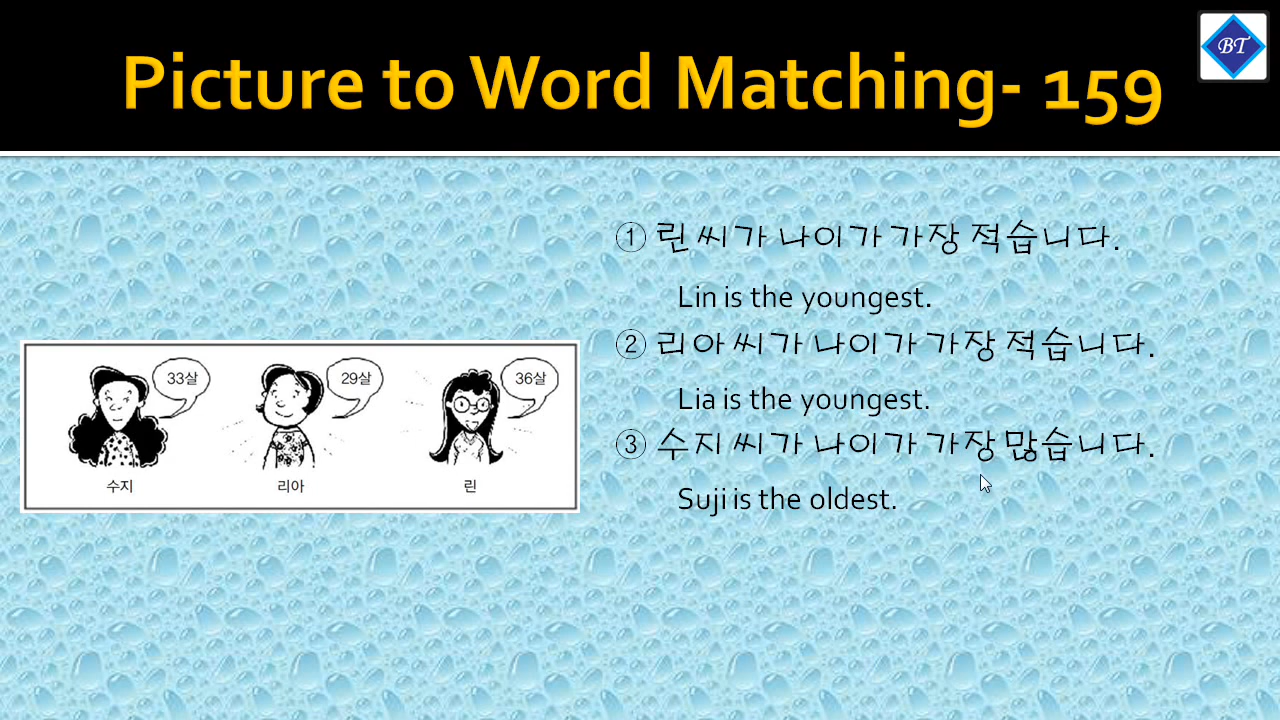 Picture to Word Matching- 159
BT
① 린 씨가 나이가 가장 적습니다.
Lin is the youngest.
② 리아 씨가 나이가 가장 적습니다.
Lia is the youngest.
③ 수지 씨가 나이가 가장 많습니다.
Suji is the oldest.
33살 29살 36살
수지 리아 린